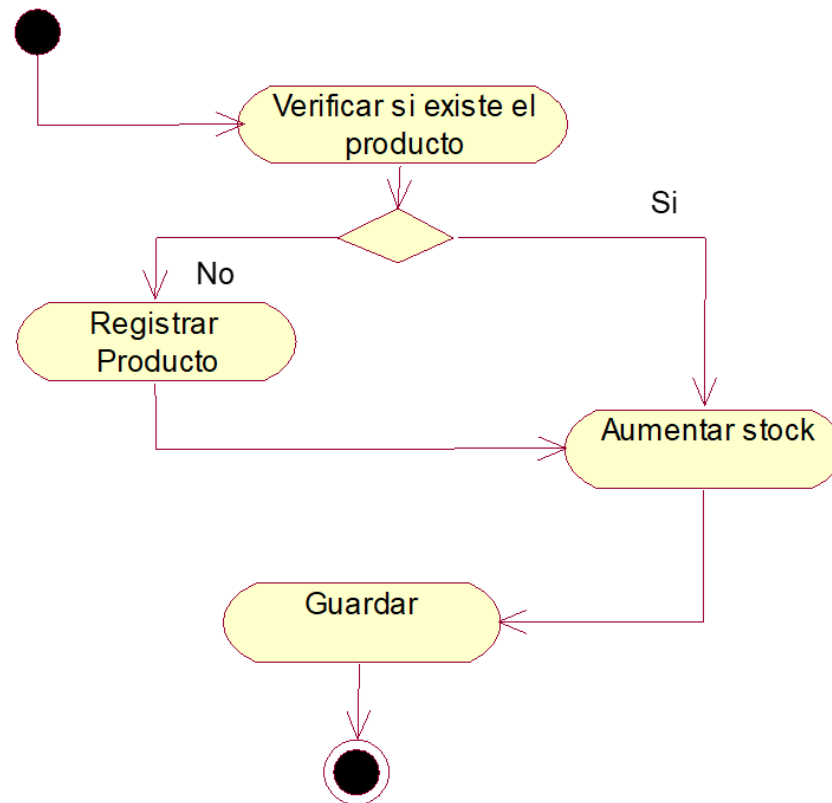 Verificar si existe el
producto
Si
No
Registrar
Producto
Aumentar stock
Guardar